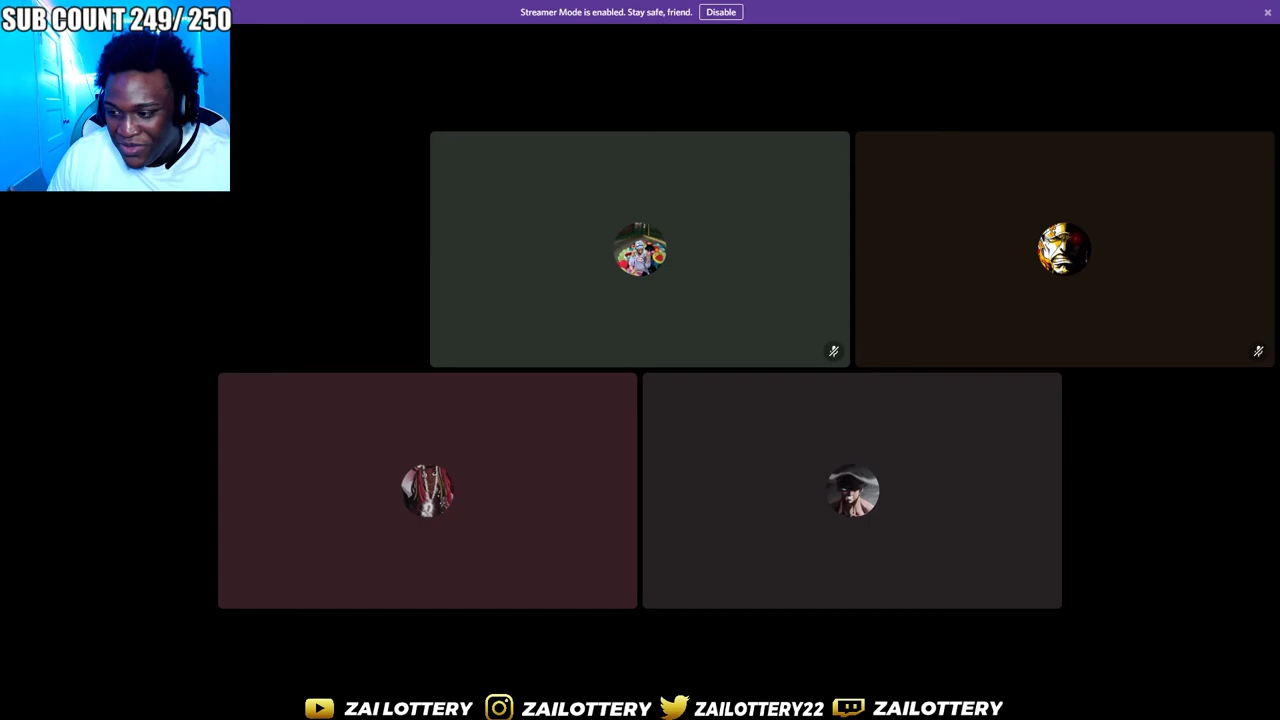 SUB COUNT 249/ 250
Streamer Mode is enabled. Stay safe, friend. Disable
ZAI LOTTERY ZAILOTTERY ZAILOTTERY22 ZAILOTTERY